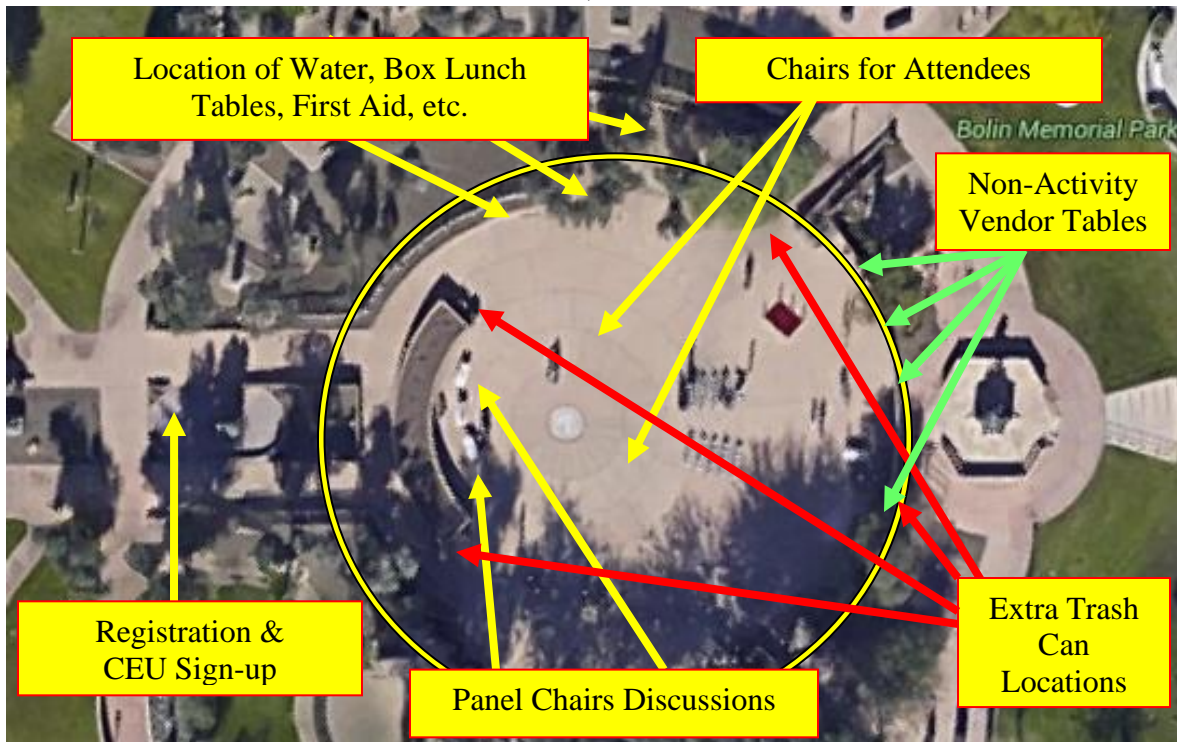 Location of Water, Box Lunch
Tables, First Aid, etc.
Chairs for Attendees
Bolin Memorial Park
Non-Activity
Vendor Tables
Registration &
CEU Sign-up
Panel Chairs Discussions
Extra Trash
Can
Locations